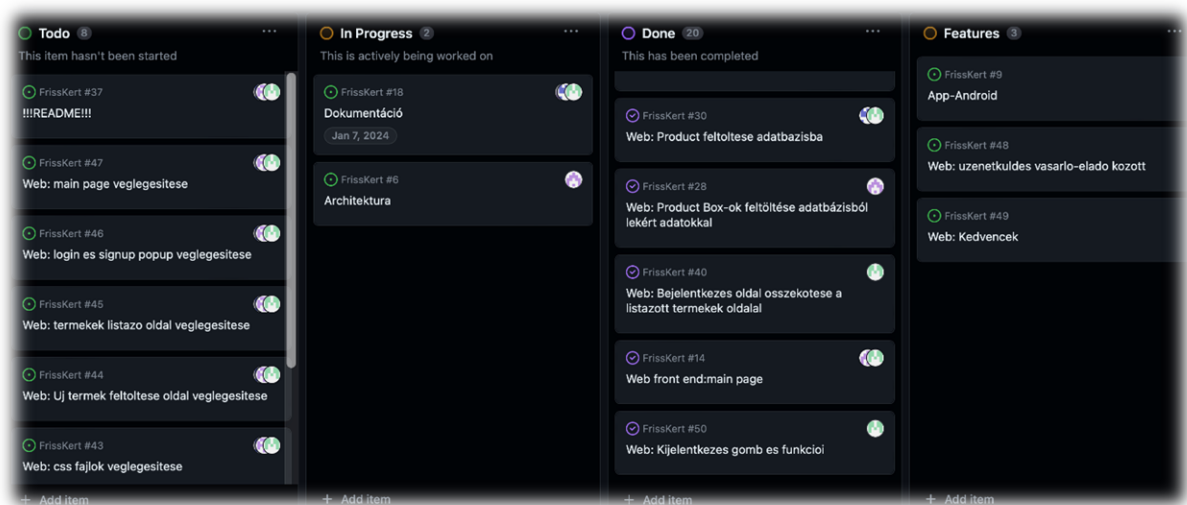 Todo 8 ...
This item hasn't been started
FrissKert #37
!!!README!!!
FrissKert #47
Web: main page veglegesitese
FrissKert #46
Web: login es signup popup veglegesitese
FrissKert #45
Web: termekek listazo oldal veglegesitese
FrissKert #44
Web: Uj termek feltoltese oldal veglegesitese
FrissKert #43
Web: css fajlok veglegesitese
+ Add item
In Progress 2 ...
This is actively being worked on
FrissKert #18
Dokumentáció
Jan 7, 2024
FrissKert #6
Architektura
+ Add item
Done 20 ...
This has been completed
FrissKert #30
Web: Product feltoltese adatbazisba
FrissKert #28
Web: Product Box-ok feltöltése adatbázisból
lekért adatokkal
FrissKert #40
Web: Bejelentkezes oldal osszekotese a
listazott termekek oldalal
FrissKert #14
Web front end:main page
FrissKert #50
Web: Kijelentkezes gomb es funkcioi
+ Add item
Features 3 ...
FrissKert #9
App-Android
FrissKert #48
Web: uzenetkuldes vasarlo-elado kozott
FrissKert #49
Web: Kedvencek
+ Add item